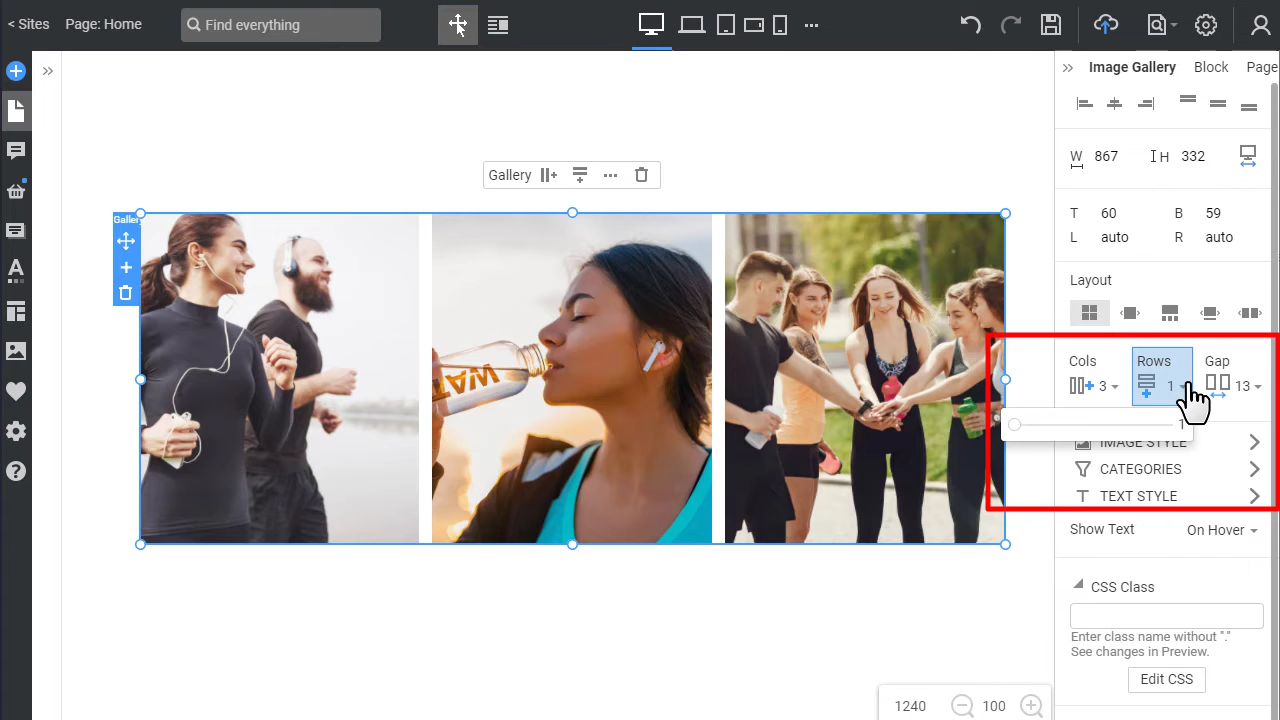 < Sites Page: Home Find everything
Image Gallery Block Page
W 867 H 332
Gallery
T 60 B 59
L auto R auto
Layout
Cols Rows Gap
3 1 13
1
IMAGE STYLE
CATEGORIES
T TEXT STYLE
Show Text On Hover
CSS Class
Enter class name without "."
See changes in Preview.
Edit CSS
1240 100
WAT